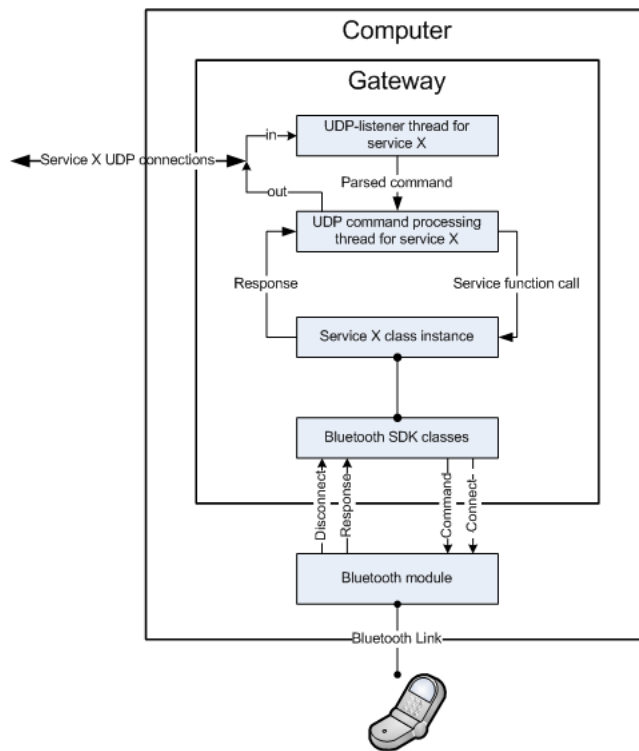 Computer
Gateway
in
UDP-listener thread for
service X
Service X UDP connections
Parsed command
out
UDP command processing
thread for service X
Response
Service function call
Service X class instance
Bluetooth SDK classes
Disconnect
Response
Command
Connect
Bluetooth module
Bluetooth Link